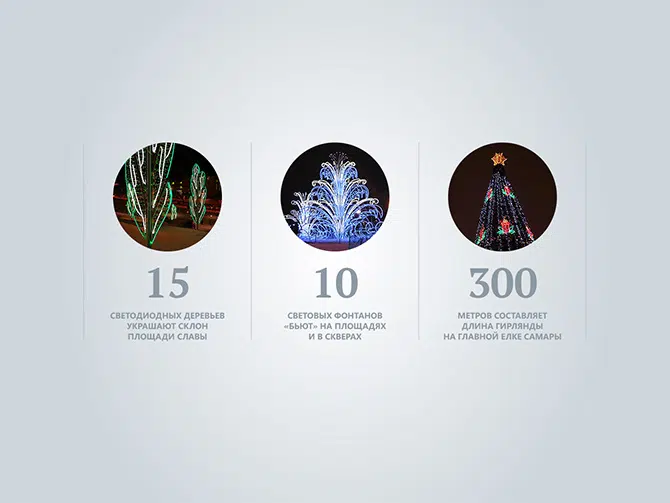 15
СВЕТОДИОДНЫХ ДЕРЕВЬЕВ
УКРАШАЮТ СКЛОН
ПЛОЩАДИ СЛАВЫ
10
СВЕТОВЫХ ФОНТАНОВ
«БЬЮТ» НА ПЛОЩАДЯХ
И В СКВЕРАХ
300
МЕТРОВ СОСТАВЛЯЕТ
ДЛИНА ГИРЛЯНДЫ
НА ГЛАВНОЙ ЕЛКЕ САМАРЫ